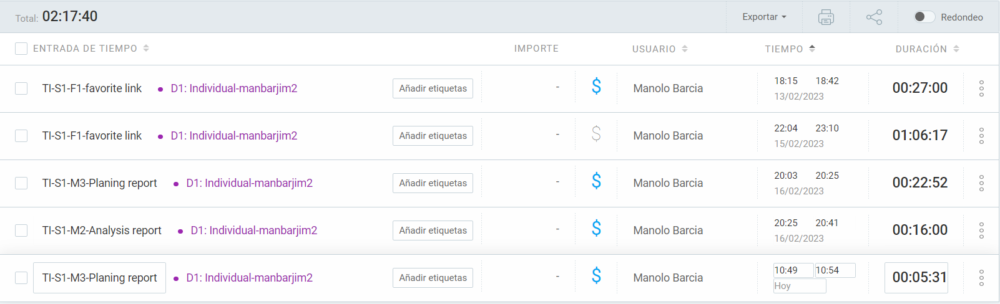 Total: 02:17:40 Exportar Redondeo
ENTRADA DE TIEMPO IMPORTE USUARIO TIEMPO DURACIÓN
TI-S1-F1-favorite link • D1: Individual-manbarjim2 Añadir etiquetas - $ Manolo Barcia 18:15 18:42 00:27:00
13/02/2023
TI-S1-F1-favorite link • D1: Individual-manbarjim2 Añadir etiquetas - $ Manolo Barcia 22:04 23:10 01:06:17
15/02/2023
TI-S1-M3-Planing report • D1: Individual-manbarjim2 Añadir etiquetas - $ Manolo Barcia 20:03 20:25 00:22:52
16/02/2023
TI-S1-M2-Analysis report • D1: Individual-manbarjim2 Añadir etiquetas - $ Manolo Barcia 20:25 20:41 00:16:00
16/02/2023
TI-S1-M3-Planing report • D1: Individual-manbarjim2 Añadir etiquetas - $ Manolo Barcia 10:49 10:54 00:05:31
Hoy